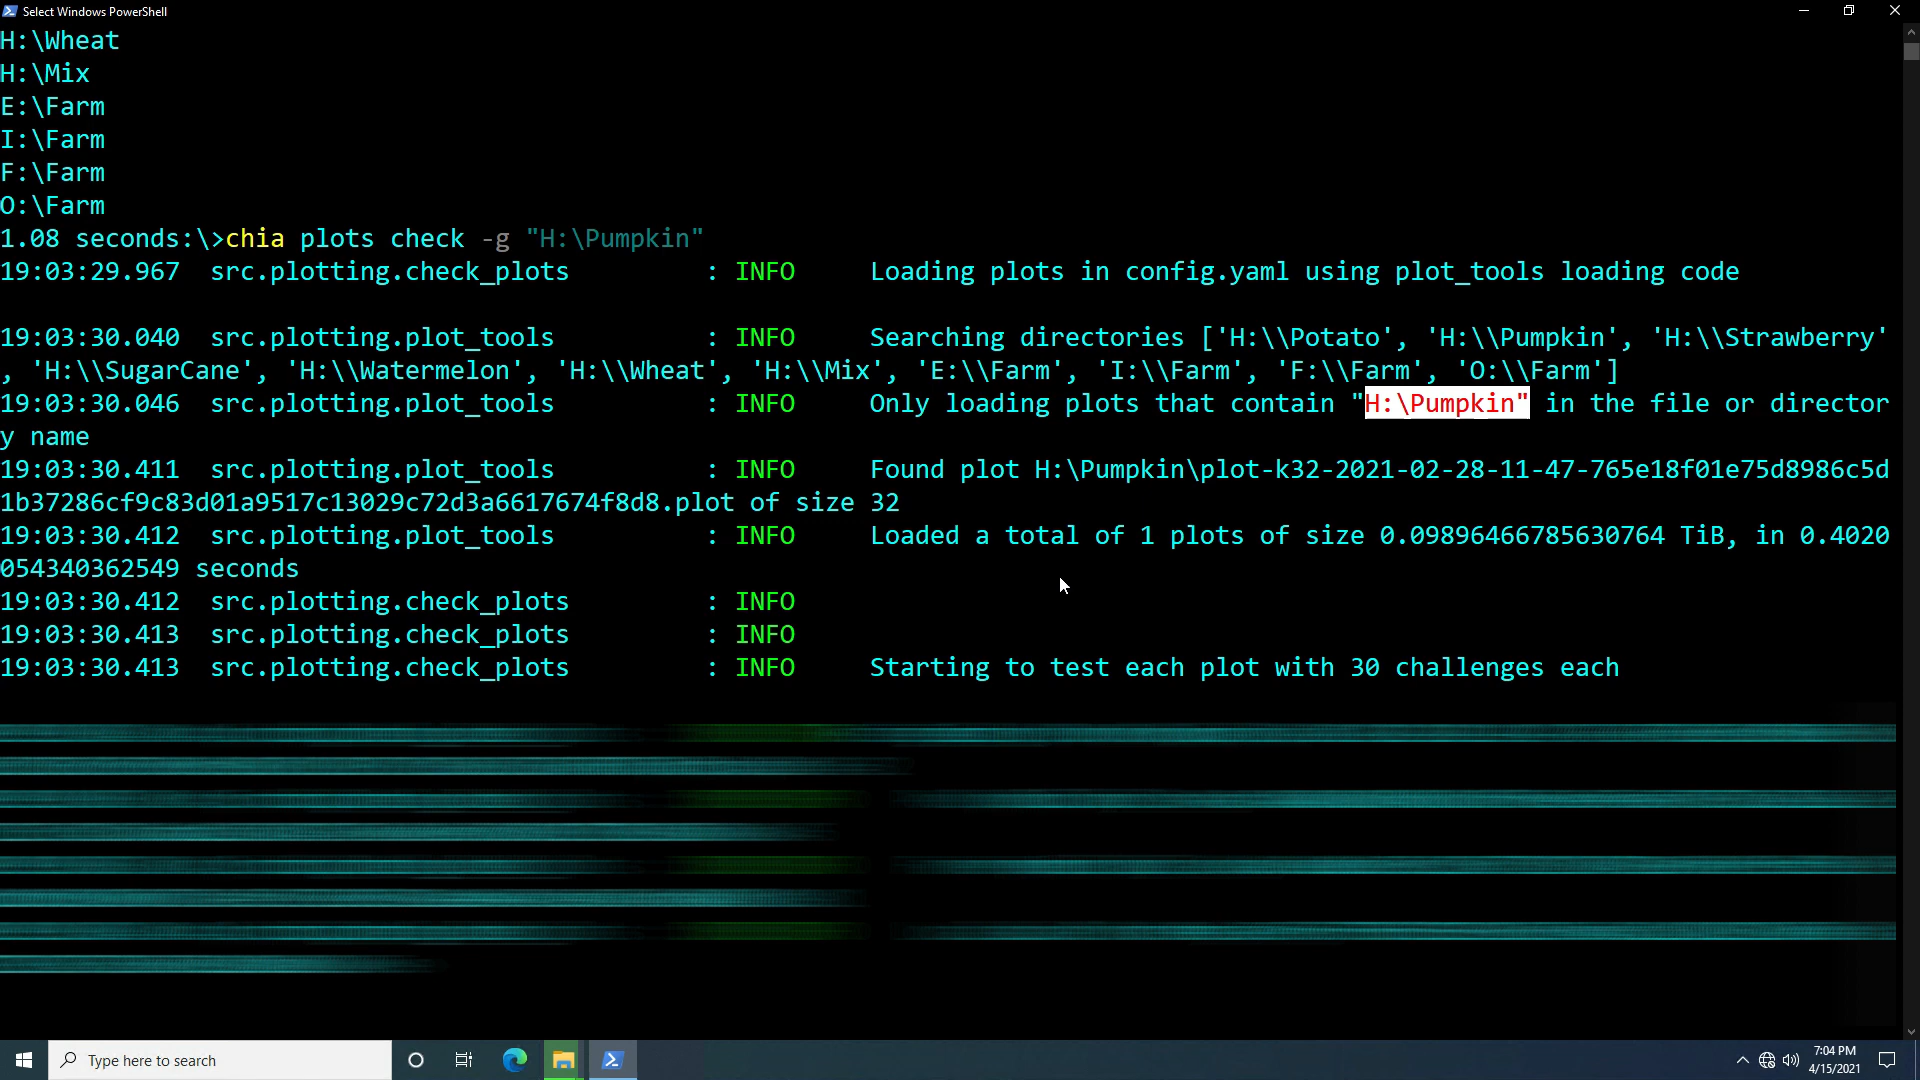 Select Windows PowerShell
H:\Wheat
H:\Mix
E:\Farm
I:\Farm
F:\Farm
O:\Farm
1.08 seconds:\>chia plots check -g "H:\Pumpkin"
19:03:29.967  src.plotting.check_plots         : INFO     Loading plots in config.yaml using plot_tools loading code
19:03:30.040  src.plotting.plot_tools          : INFO     Searching directories ['H:\\Potato', 'H:\\Pumpkin', 'H:\\Strawberry'
, 'H:\\SugarCane', 'H:\\Watermelon', 'H:\\Wheat', 'H:\\Mix', 'E:\\Farm', 'I:\\Farm', 'F:\\Farm', 'O:\\Farm']
19:03:30.046  src.plotting.plot_tools          : INFO     Only loading plots that contain "H:\Pumpkin" in the file or director
y name
19:03:30.411  src.plotting.plot_tools          : INFO     Found plot H:\Pumpkin\plot-k32-2021-02-28-11-47-765e18f01e75d8986c5d
1b37286cf9c83d01a9517c13029c72d3a6617674f8d8.plot of size 32
19:03:30.412  src.plotting.plot_tools          : INFO     Loaded a total of 1 plots of size 0.09896466785630764 TiB, in 0.4020
054340362549 seconds
19:03:30.412  src.plotting.check_plots         : INFO
19:03:30.413  src.plotting.check_plots         : INFO
19:03:30.413  src.plotting.check_plots         : INFO     Starting to test each plot with 30 challenges each
Type here to search
7:04 PM
4/15/2021